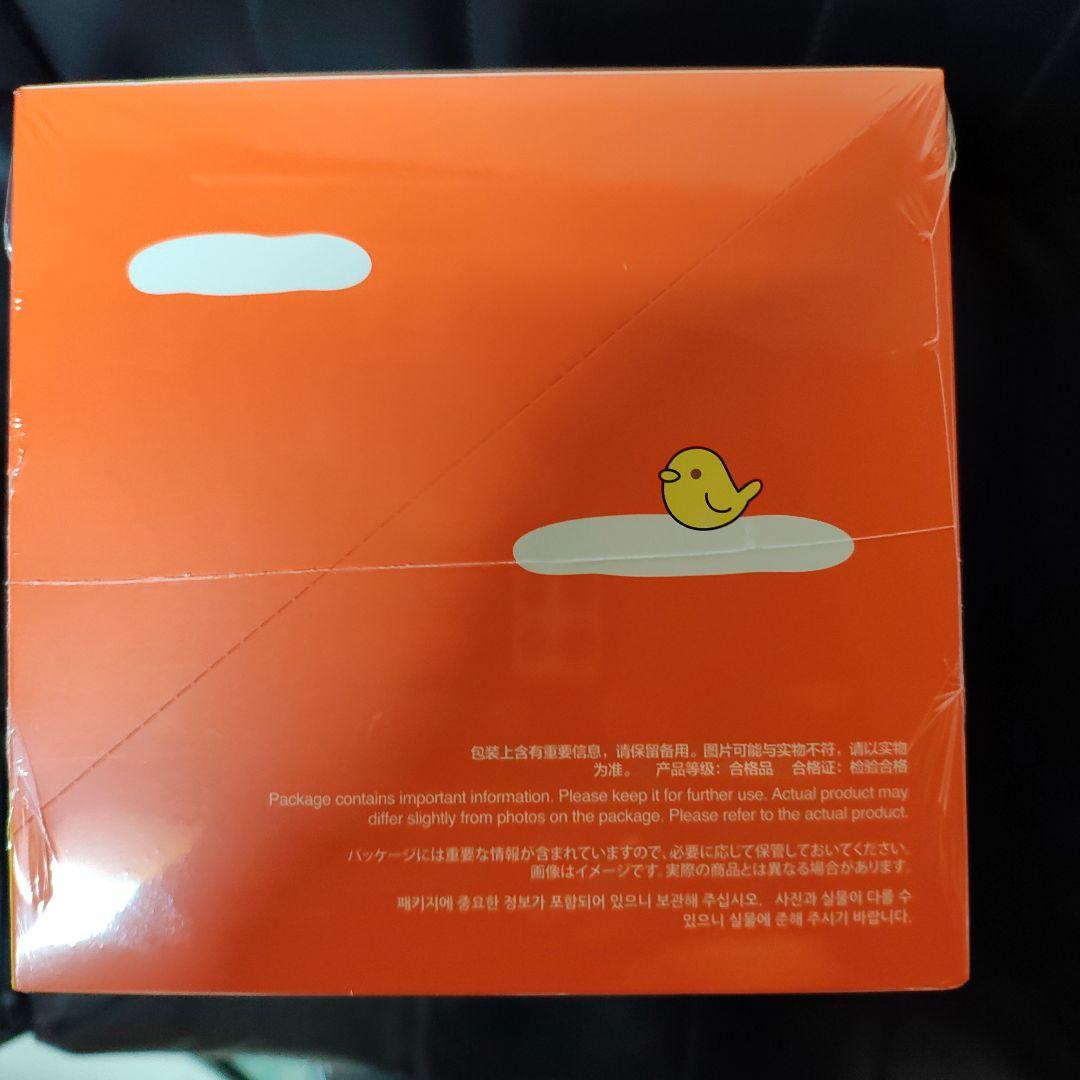 包装上含有重要信息，请保留备用。图片可能与实物不符，请以实物
为准。 产品等级：合格品 合格证：检验合格
Package contains important information. Please keep it for further use. Actual product may
differ slightly from photos on the package. Please refer to the actual product.
パッケージには重要な情報が含まれていますので、必要に応じて保管しておいてください。
画像はイメージです。実際の商品とは異なる場合があります。
패키지에 중요한 정보가 포함되어 있으니 보관해 주십시오. 사진과 실물이 다를 수
있으니 실물에 준해 주시기 바랍니다.